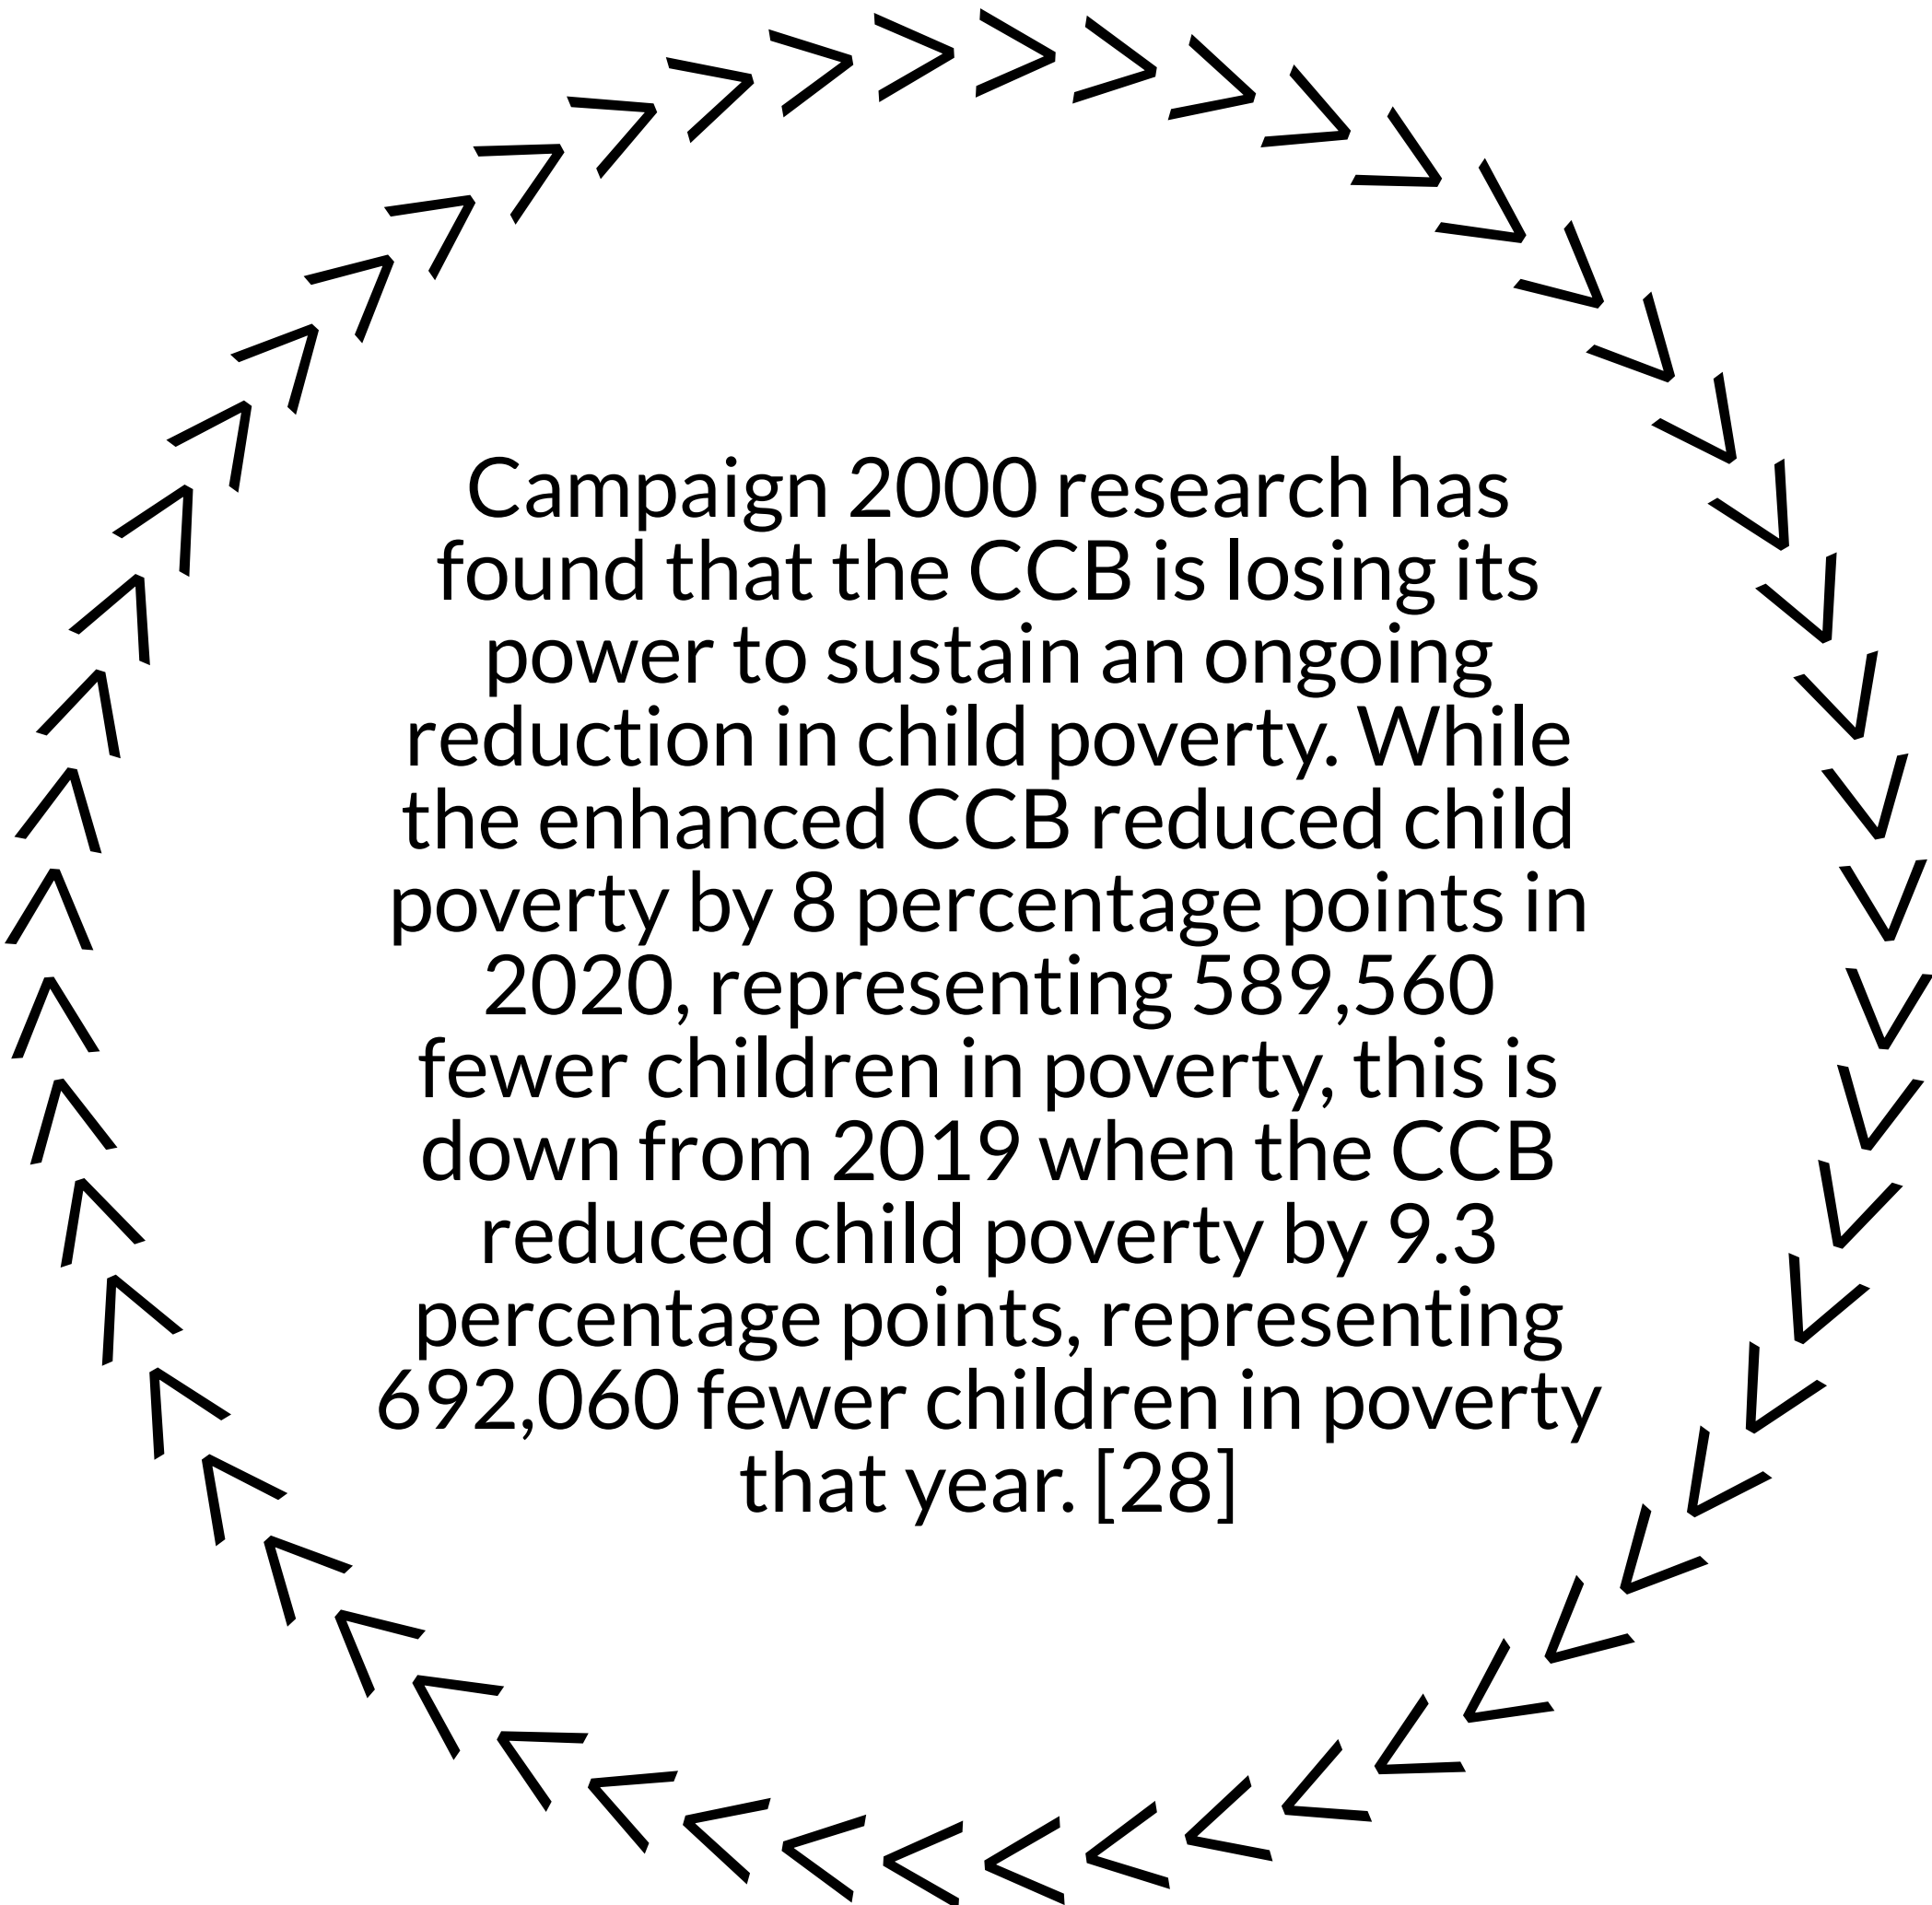 Campaign 2000 research has
found that the CCB is losing its
power to sustain an ongoing
reduction in child poverty. While
the enhanced CCB reduced child
poverty by 8 percentage points in
2020, representing 589,560
fewer children in poverty, this is
down from 2019 when the CCB
reduced child poverty by 9.3
percentage points, representing
692,060 fewer children in poverty
that year. [28]